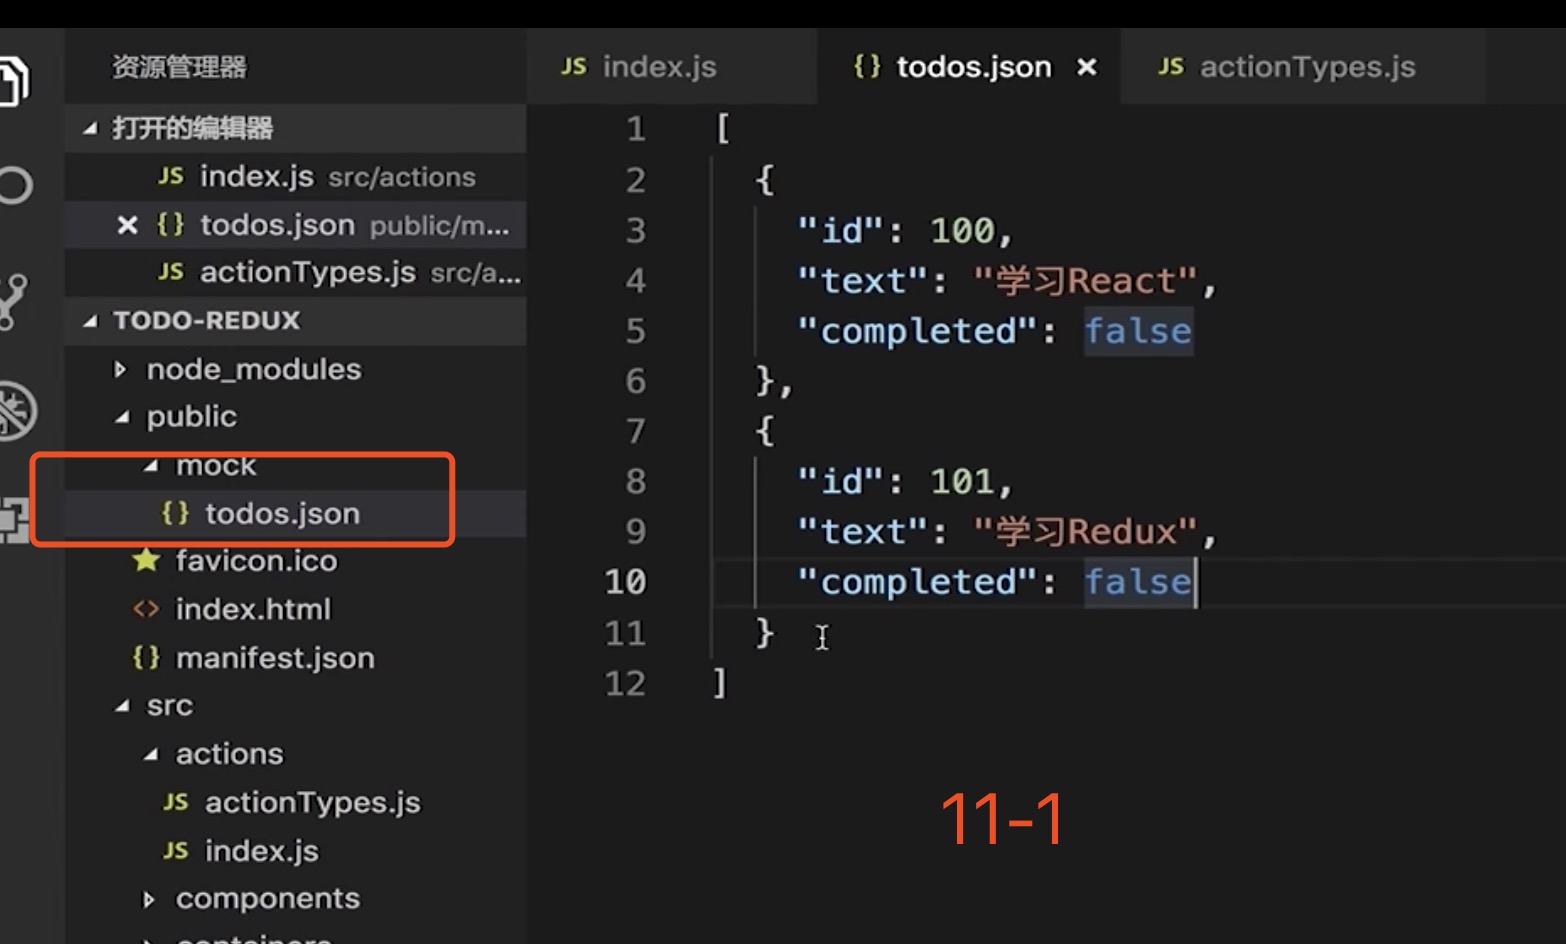 资源管理器
打开的编辑器
JS index.js src/actions
{} todos.json public/m...
JS actionTypes.js src/a...
TODO-REDUX
node_modules
public
mock
{} todos.json
favicon.ico
<> index.html
{} manifest.json
src
actions
JS actionTypes.js
JS index.js
components
containers
JS index.js
{} todos.json ×
JS actionTypes.js
1 [
2 {
3 "id": 100,
4 "text": "学习React",
5 "completed": false
6 },
7 {
8 "id": 101,
9 "text": "学习Redux",
10 "completed": false
11 }
12 ]
11-1